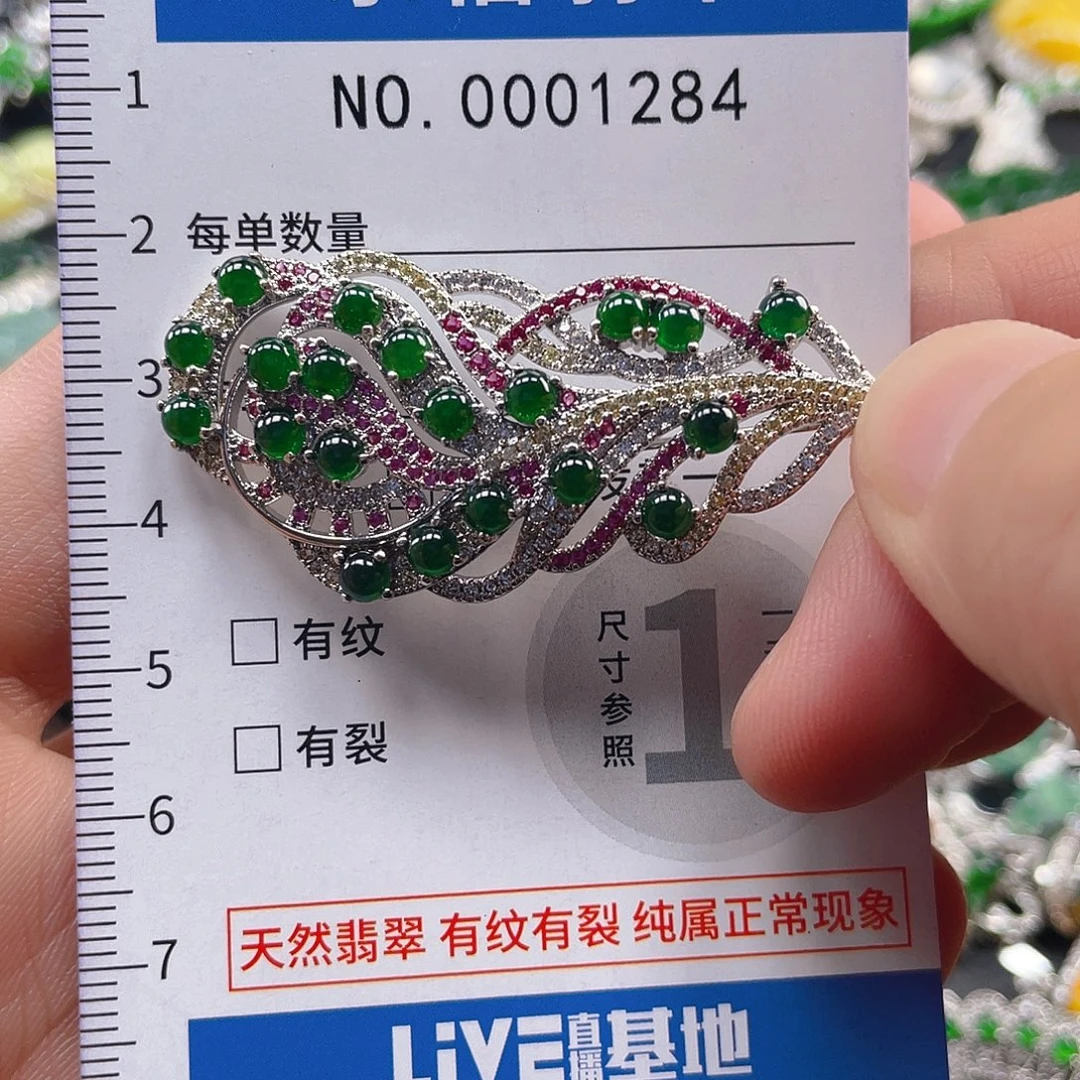 1
NO. 0001284
2
每单数量
3
4
有纹
尺寸参照
1
5
有裂
6
天然翡翠 有纹有裂 纯属正常现象
7
LiVE直播基地